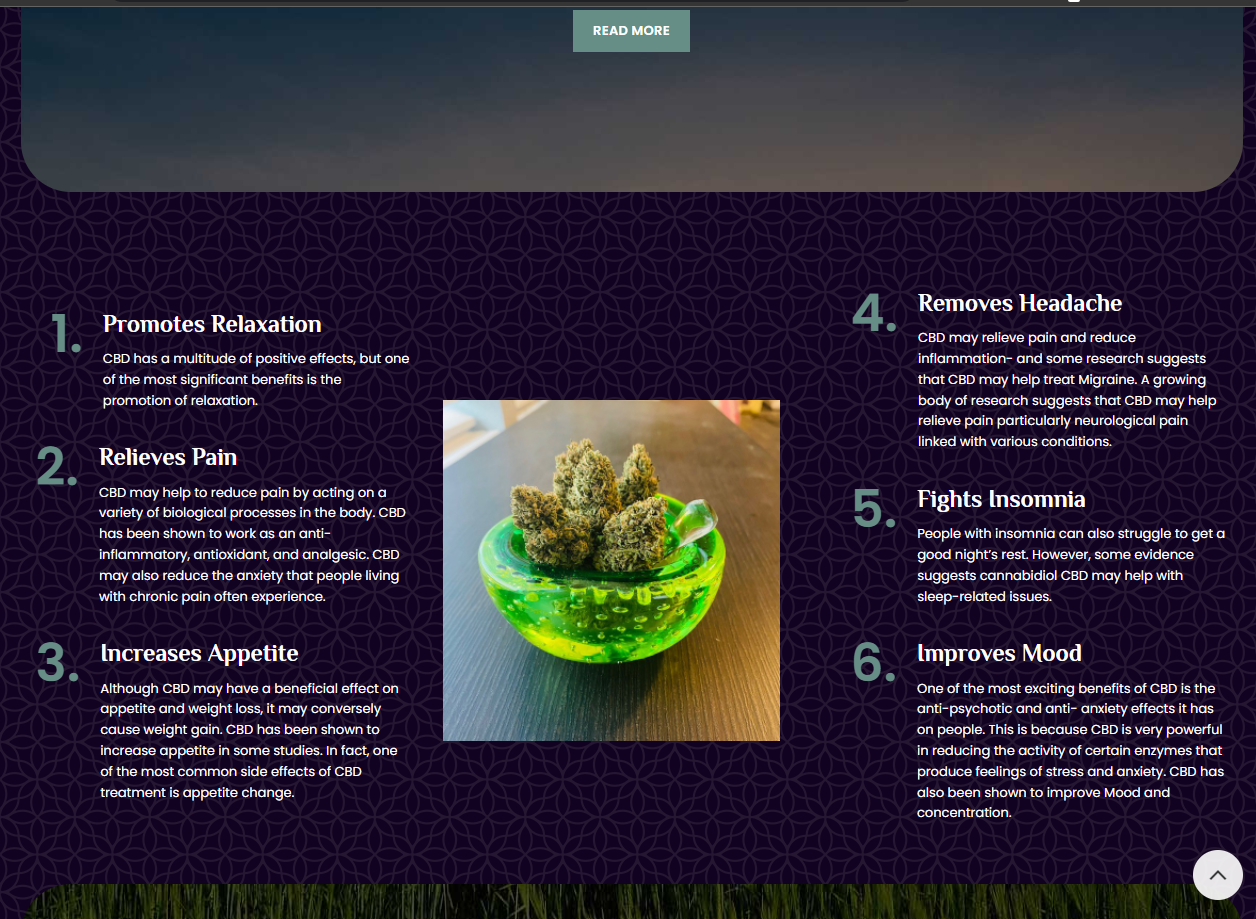 READ MORE
1.
Promotes Relaxation
CBD has a multitude of positive effects, but one
of the most significant benefits is the
promotion of relaxation.
2.
Relieves Pain
CBD may help to reduce pain by acting on a
variety of biological processes in the body. CBD
has been shown to work as an anti-
inflammatory, antioxidant, and analgesic. CBD
may also reduce the anxiety that people living
with chronic pain often experience.
3.
Increases Appetite
Although CBD may have a beneficial effect on
appetite and weight loss, it may conversely
cause weight gain. CBD has been shown to
increase appetite in some studies. In fact, one
of the most common side effects of CBD
treatment is appetite change.
4.
Removes Headache
CBD may relieve pain and reduce
inflammation- and some research suggests
that CBD may help treat Migraine. A growing
body of research suggests that CBD may help
relieve pain particularly neurological pain
linked with various conditions.
5.
Fights Insomnia
People with insomnia can also struggle to get a
good night's rest. However, some evidence
suggests cannabidiol CBD may help with
sleep-related issues.
6.
Improves Mood
One of the most exciting benefits of CBD is the
anti-psychotic and anti- anxiety effects it has
on people. This is because CBD is very powerful
in reducing the activity of certain enzymes that
produce feelings of stress and anxiety. CBD has
also been shown to improve Mood and
concentration.